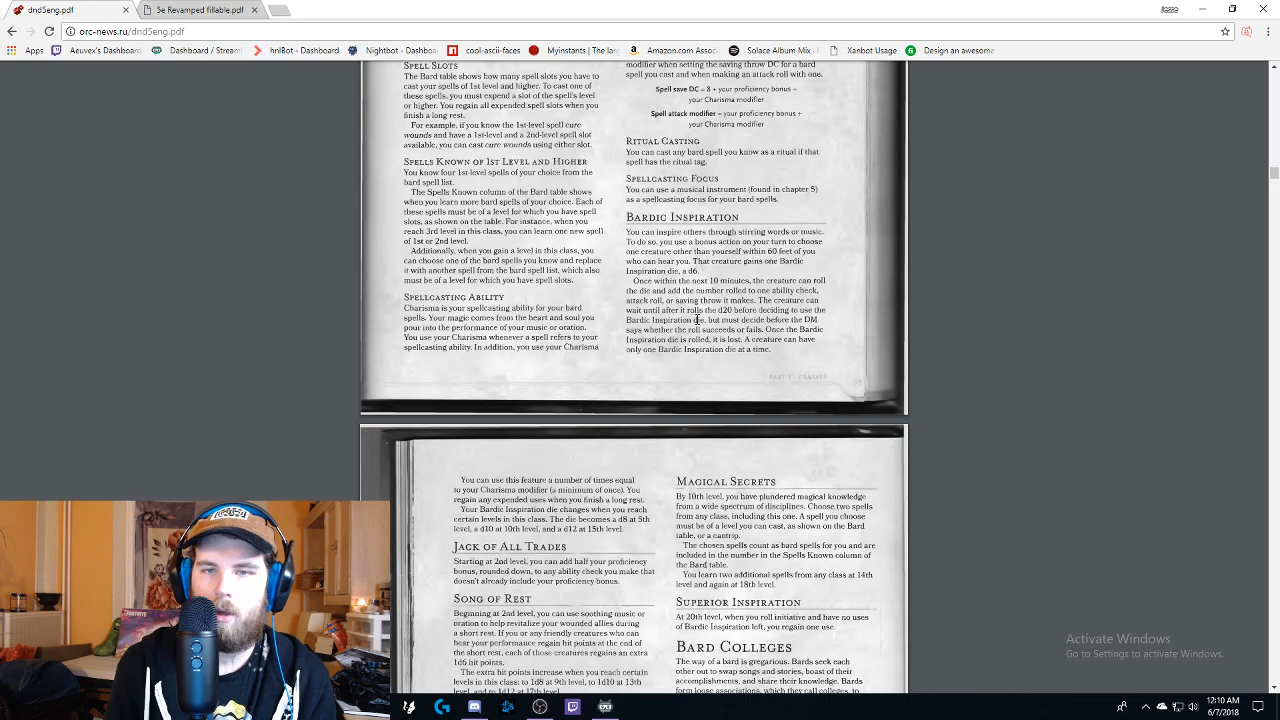 dnd5eng.pdf
5e Revamped fillable.pdf
orc-news.ru/dnd5eng.pdf
Apps
Aeuvex's Dashboard
Dashboard / Stream
hniBot - Dashboard
Nightbot - Dashboard
cool-ascii-faces
Myinstants | The larg
Amazon.com Assoc
Solace Album Mix -
Xanbot Usage
Design an awesome
SPELL SLOTS
The Bard table shows how many spell slots you have to
cast your spells of 1st level and higher. To cast one of
these spells, you must expend a slot of the spell's level
or higher. You regain all expended spell slots when you
finish a long rest.
For example, if you know the 1st-level spell cure
wounds and have a 1st-level and a 2nd-level spell slot
available, you can cast cure wounds using either slot.
SPELLS KNOWN OF 1ST LEVEL AND HIGHER
You know four 1st-level spells of your choice from the
bard spell list.
The Spells Known column of the Bard table shows
when you learn more bard spells of your choice. Each of
these spells must be of a level for which you have spell
slots, as shown on the table. For instance, when you
reach 3rd level in this class, you can learn one new spell
of 1st or 2nd level.
Additionally, when you gain a level in this class, you
can choose one of the bard spells you know and replace
it with another spell from the bard spell list, which also
must be of a level for which you have spell slots.
SPELLCASTING ABILITY
Charisma is your spellcasting ability for your bard
spells. Your magic comes from the heart and soul you
pour into the performance of your music or oration.
You use your Charisma whenever a spell refers to your
spellcasting ability. In addition, you use your Charisma
modifier when setting the saving throw DC for a bard
spell you cast and when making an attack roll with one.
Spell save DC = 8 + your proficiency bonus +
your Charisma modifier
Spell attack modifier = your proficiency bonus +
your Charisma modifier
RITUAL CASTING
You can cast any bard spell you know as a ritual if that
spell has the ritual tag.
SPELLCASTING FOCUS
You can use a musical instrument (found in chapter 5)
as a spellcasting focus for your bard spells.
BARDIC INSPIRATION
You can inspire others through stirring words or music.
To do so, you use a bonus action on your turn to choose
one creature other than yourself within 60 feet of you
who can hear you. That creature gains one Bardic
Inspiration die, a d6.
Once within the next 10 minutes, the creature can roll
the die and add the number rolled to one ability check,
attack roll, or saving throw it makes. The creature can
wait until after it rolls the d20 before deciding to use the
Bardic Inspiration die, but must decide before the DM
says whether the roll succeeds or fails. Once the Bardic
Inspiration die is rolled, it is lost. A creature can have
only one Bardic Inspiration die at a time.
PART 1 | CLASSES
You can use this feature a number of times equal
to your Charisma modifier (a minimum of once). You
regain any expended uses when you finish a long rest.
Your Bardic Inspiration die changes when you reach
certain levels in this class. The die becomes a d8 at 5th
level, a d10 at 10th level, and a d12 at 15th level.
JACK OF ALL TRADES
Starting at 2nd level, you can add half your proficiency
bonus, rounded down, to any ability check you make that
doesn't already include your proficiency bonus.
SONG OF REST
Beginning at 2nd level, you can use soothing music or
oration to help revitalize your wounded allies during
a short rest. If you or any friendly creatures who can
hear your performance regain hit points at the end of
the short rest, each of those creatures regains an extra
1d6 hit points.
The extra hit points increase when you reach certain
levels in this class: to 1d8 at 9th level, to 1d10 at 13th
level, and to 1d12 at 17th level.
MAGICAL SECRETS
By 10th level, you have plundered magical knowledge
from a wide spectrum of disciplines. Choose two spells
from any class, including this one. A spell you choose
must be of a level you can cast, as shown on the Bard
table, or a cantrip.
The chosen spells count as bard spells for you and are
included in the number in the Spells Known column of
the Bard table.
You learn two additional spells from any class at 14th
level and again at 18th level.
SUPERIOR INSPIRATION
At 20th level, when you roll initiative and have no uses
of Bardic Inspiration left, you regain one use.
BARD COLLEGES
The way of a bard is gregarious. Bards seek each
other out to swap songs and stories, boast of their
accomplishments, and share their knowledge. Bards
form loose associations, which they call colleges, to
Activate Windows
Go to Settings to activate Windows.
12:10 AM
6/7/2018